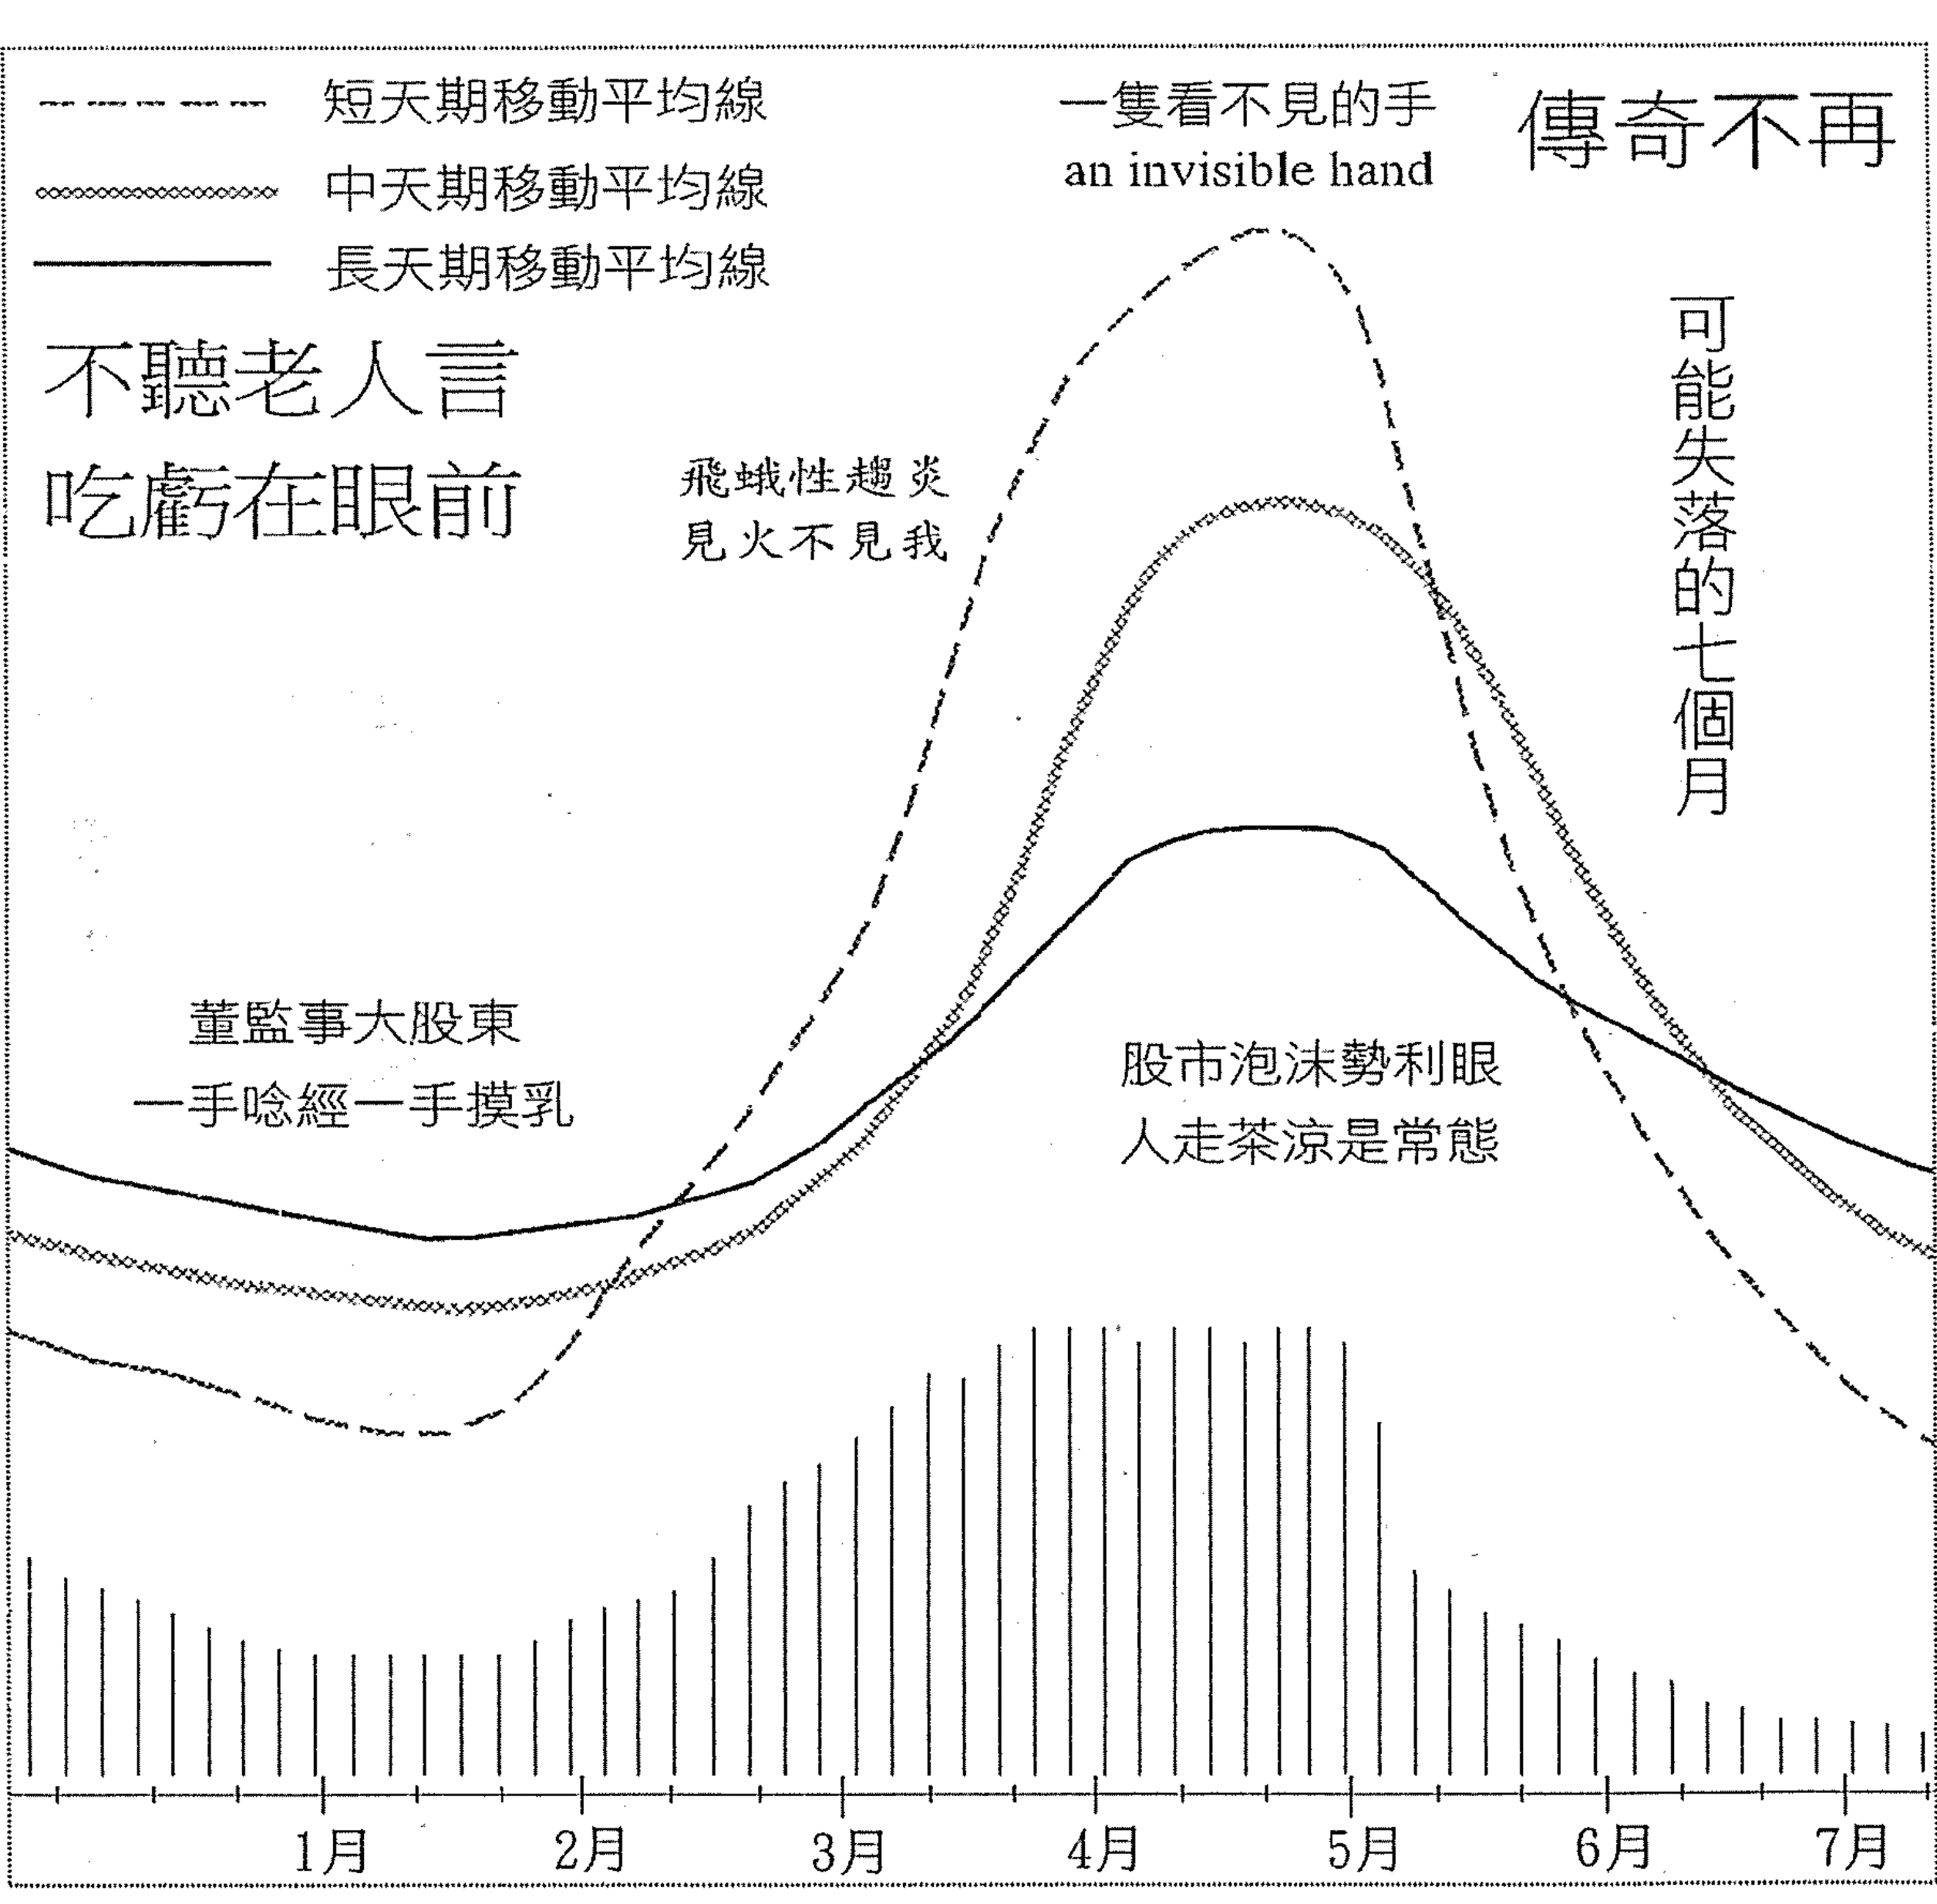 短天期移動平均線
中天期移動平均線
長天期移動平均線
一隻看不見的手
an invisible hand
傳奇不再
不聽老人言
吃虧在眼前
飛蛾性趨炎
見火不見我
可能失落的七個月
董監事大股東
一手唸經一手摸乳
股市泡沫勢利眼
人走茶涼是常態
1月 2月 3月 4月 5月 6月 7月